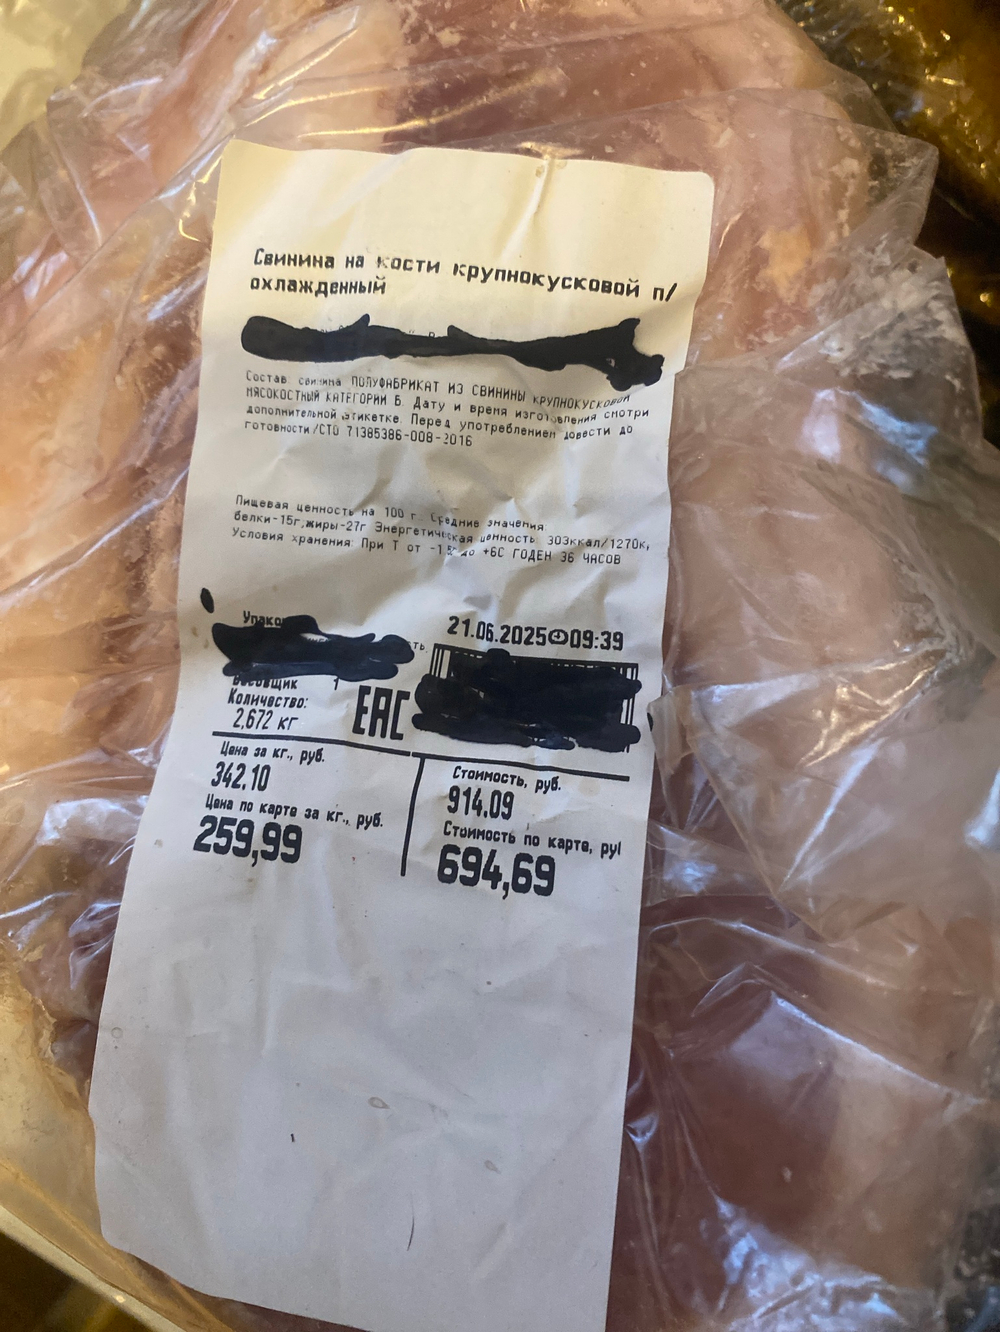 Свинина на кости крупнокусковой п/
охлажденный
Состав: свинина ПОЛУФАБРИКАТ ИЗ СВИНИНЫ КРУПНОКУСКОВОЙ
МЯСОКОСТНЫЙ КАТЕГОРИИ Б. Дату и время изготовления смотри
дополнительной этикетке. Перед употреблением довести до
готовности/СТО 71385386-008-2016
Пищевая ценность на 100 г. Средние значения:
белки-15г;жиры-27г Энергетическая ценность 303ккал/1270к,
Условия хранения: При Т от до +6С ГОДЕН 36 ЧАСОВ
21.06.2025 09:39
Весовщик 1
Количество:
2,672 кг
EAC
Цена за кг., руб.
342.10
Цена по карте за кг., руб.
259,99
Стоимость, руб.
914.09
Стоимость по карте, ру
694,69